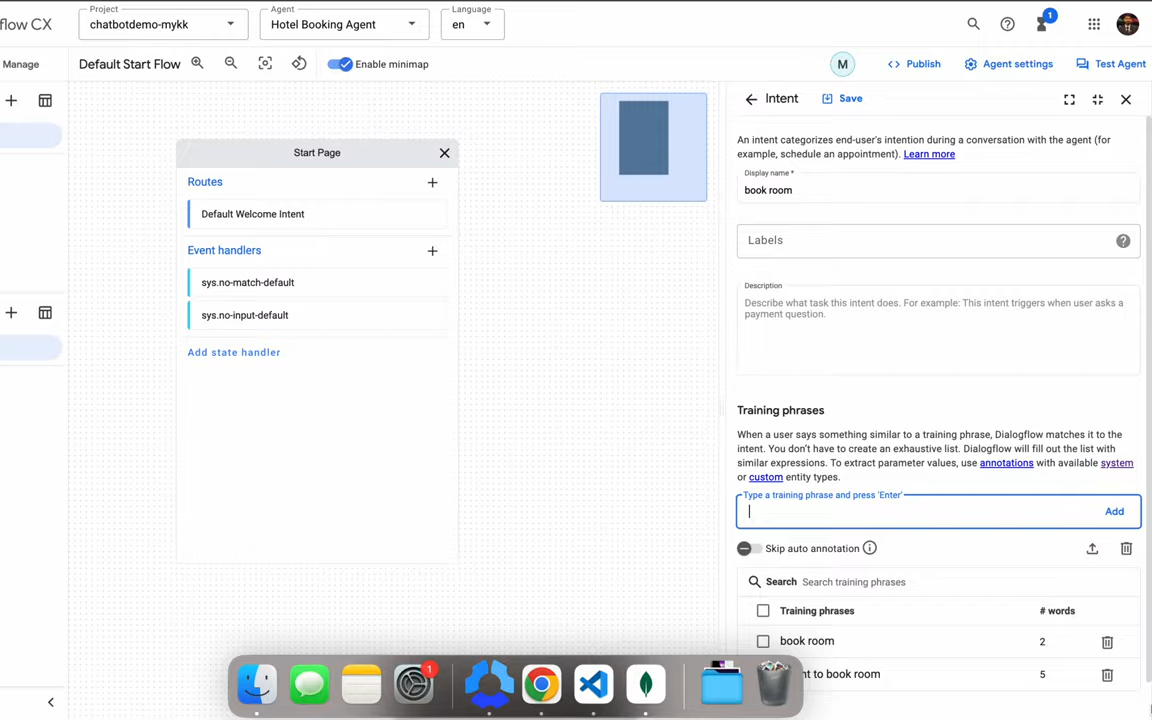 Project
Agent
Language
flow CX
chatbotdemo-mykk
Hotel Booking Agent
en
1
Manage
Default Start Flow
Enable minimap
M
Publish
Agent settings
Test Agent
Intent
Save
An intent categorizes end-user's intention during a conversation with the agent (for
example, schedule an appointment). Learn more
Display name *
book room
Labels
Description
Describe what task this intent does. For example: This intent triggers when user asks a
payment question.
Start Page
Routes
Default Welcome Intent
Event handlers
sys.no-match-default
sys.no-input-default
Add state handler
Training phrases
When a user says something similar to a training phrase, Dialogflow matches it to the
intent. You don't have to create an exhaustive list. Dialogflow will fill out the list with
similar expressions. To extract parameter values, use annotations with available system
or custom entity types.
Type a training phrase and press 'Enter'
Add
Skip auto annotation
Search Search training phrases
Training phrases # words
book room 2
to book room 5
1